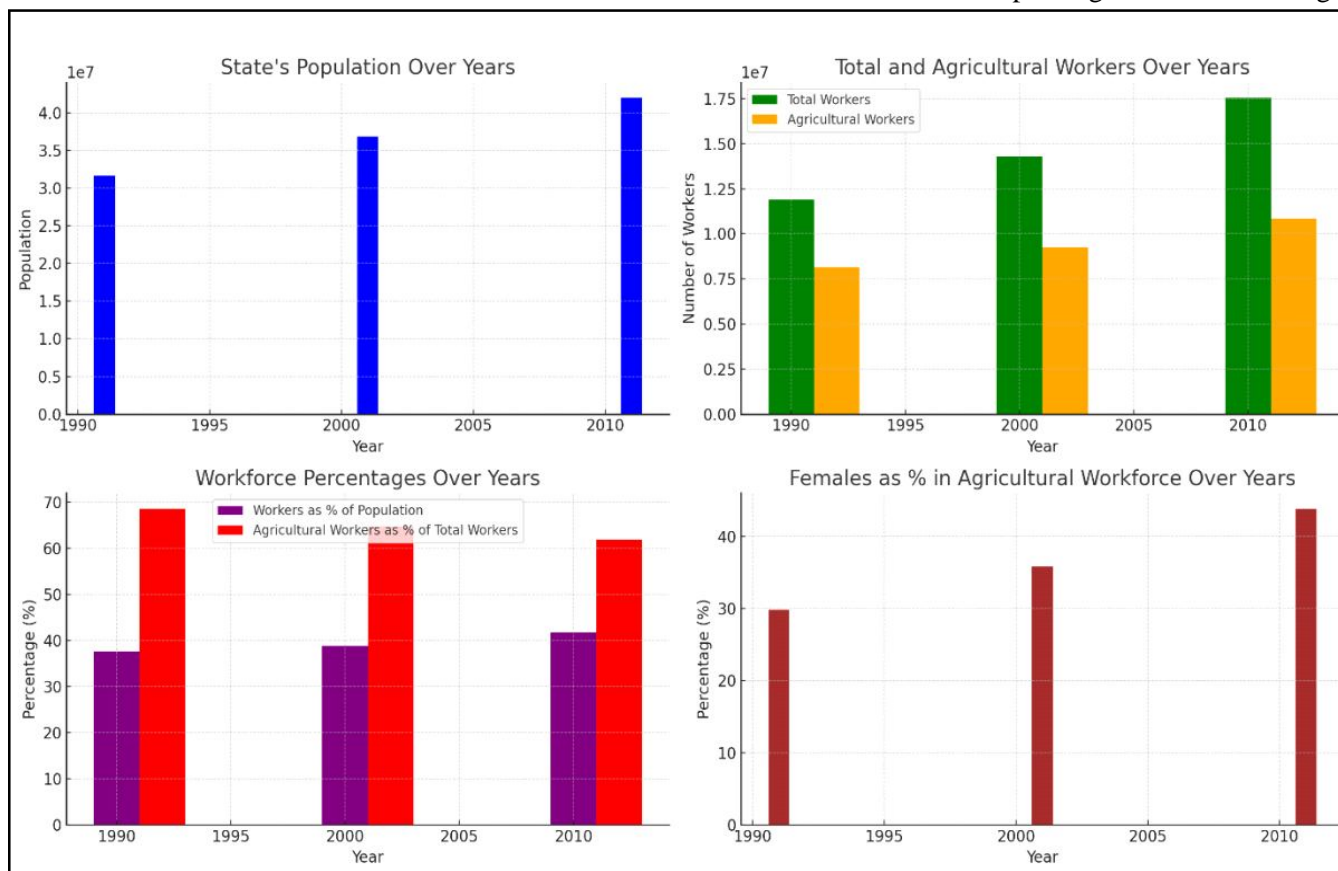 State's Population Over Years
1e7
4.0
3.5
3.0
2.5
2.0
1.5
1.0
0.5
0.0
Population
1990 1995 2000 2005 2010
Year
Total and Agricultural Workers Over Years
1e7
Total Workers
Agricultural Workers
1.75
1.50
1.25
1.00
0.75
0.50
0.25
0.00
Number of Workers
1990 1995 2000 2005 2010
Year
Workforce Percentages Over Years
Workers as % of Population
Agricultural Workers as % of Total Workers
70
60
50
40
30
20
10
0
Percentage (%)
1990 1995 2000 2005 2010
Year
Females as % in Agricultural Workforce Over Years
40
30
20
10
0
Percentage (%)
1990 1995 2000 2005 2010
Year